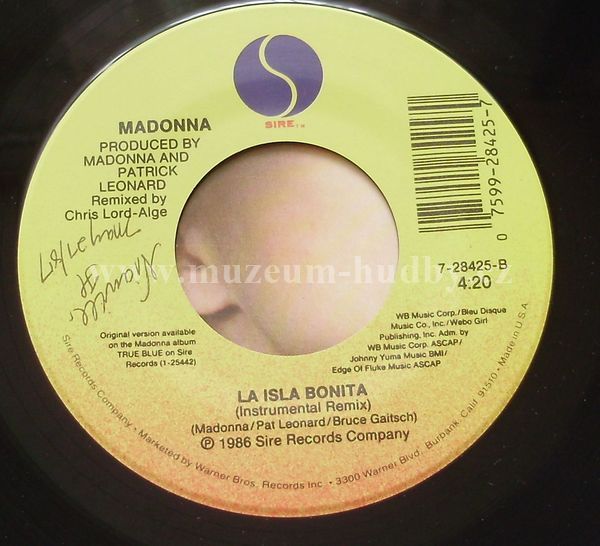 SIRE™
MADONNA
PRODUCED BY
MADONNA AND
PATRICK
LEONARD
Remixed by
Chris Lord-Alge
0 7599-28425-7
7-28425-B
4:20
WB Music Corp./Bleu Disque
Music Co., Inc./Webo Girl
Publishing, Inc. Adm. by
WB Music Corp. ASCAP/
Johnny Yuma Music BMI/
Edge Of Fluke Music ASCAP
Original version available
on the Madonna album
TRUE BLUE on Sire
Records (1-25442)
www.muzeum-hudby.cz
LA ISLA BONITA
(Instrumental Remix)
(Madonna/Pat Leonard/Bruce Gaitsch)
℗ 1986 Sire Records Company
Sire Records Company • Marketed by Warner Bros. Records Inc • 3300 Warner Blvd. Burbank, Calif. 91510 • Made in U.S.A.